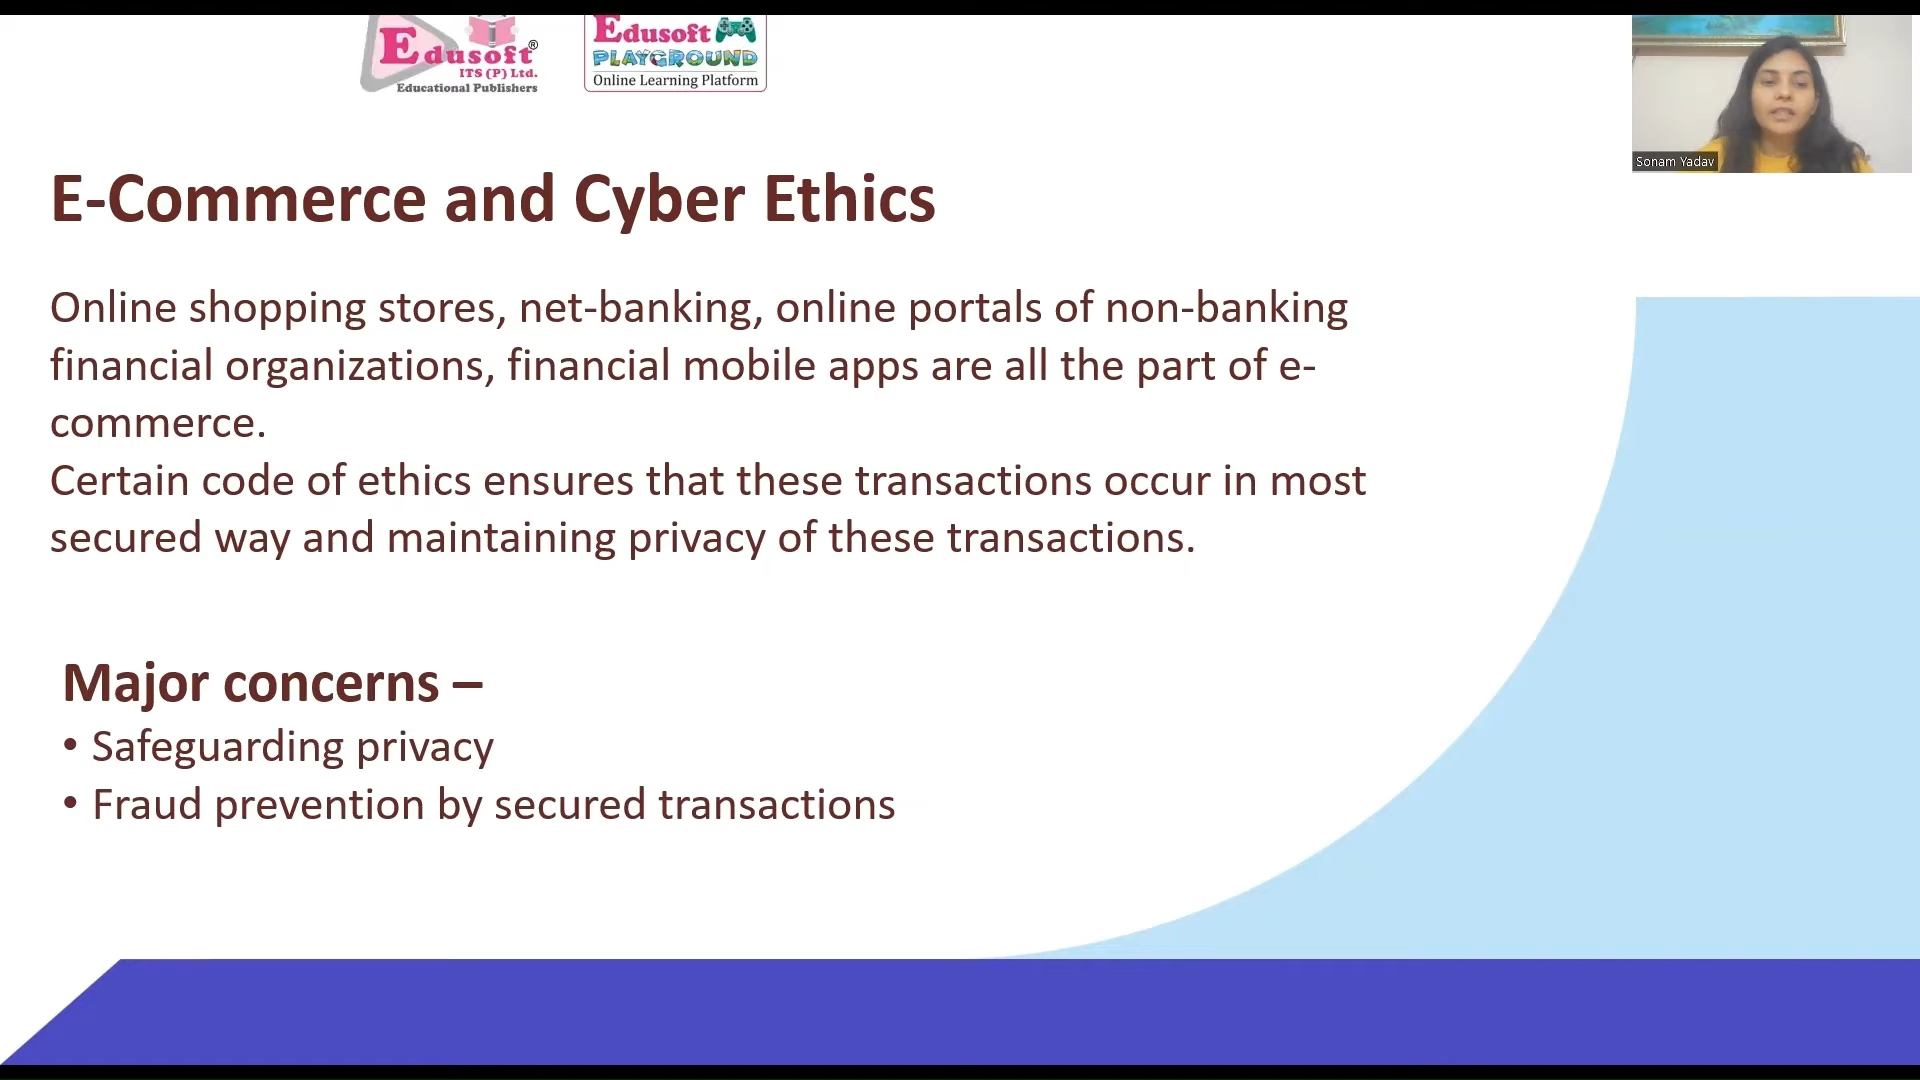 Edusoft®
ITS (P) Ltd.
Educational Publishers
Edusoft
PLAYGROUND
Online Learning Platform
Sonam Yadav
E-Commerce and Cyber Ethics
Online shopping stores, net-banking, online portals of non-banking
financial organizations, financial mobile apps are all the part of e-
commerce.
Certain code of ethics ensures that these transactions occur in most
secured way and maintaining privacy of these transactions.
Major concerns –
• Safeguarding privacy
• Fraud prevention by secured transactions